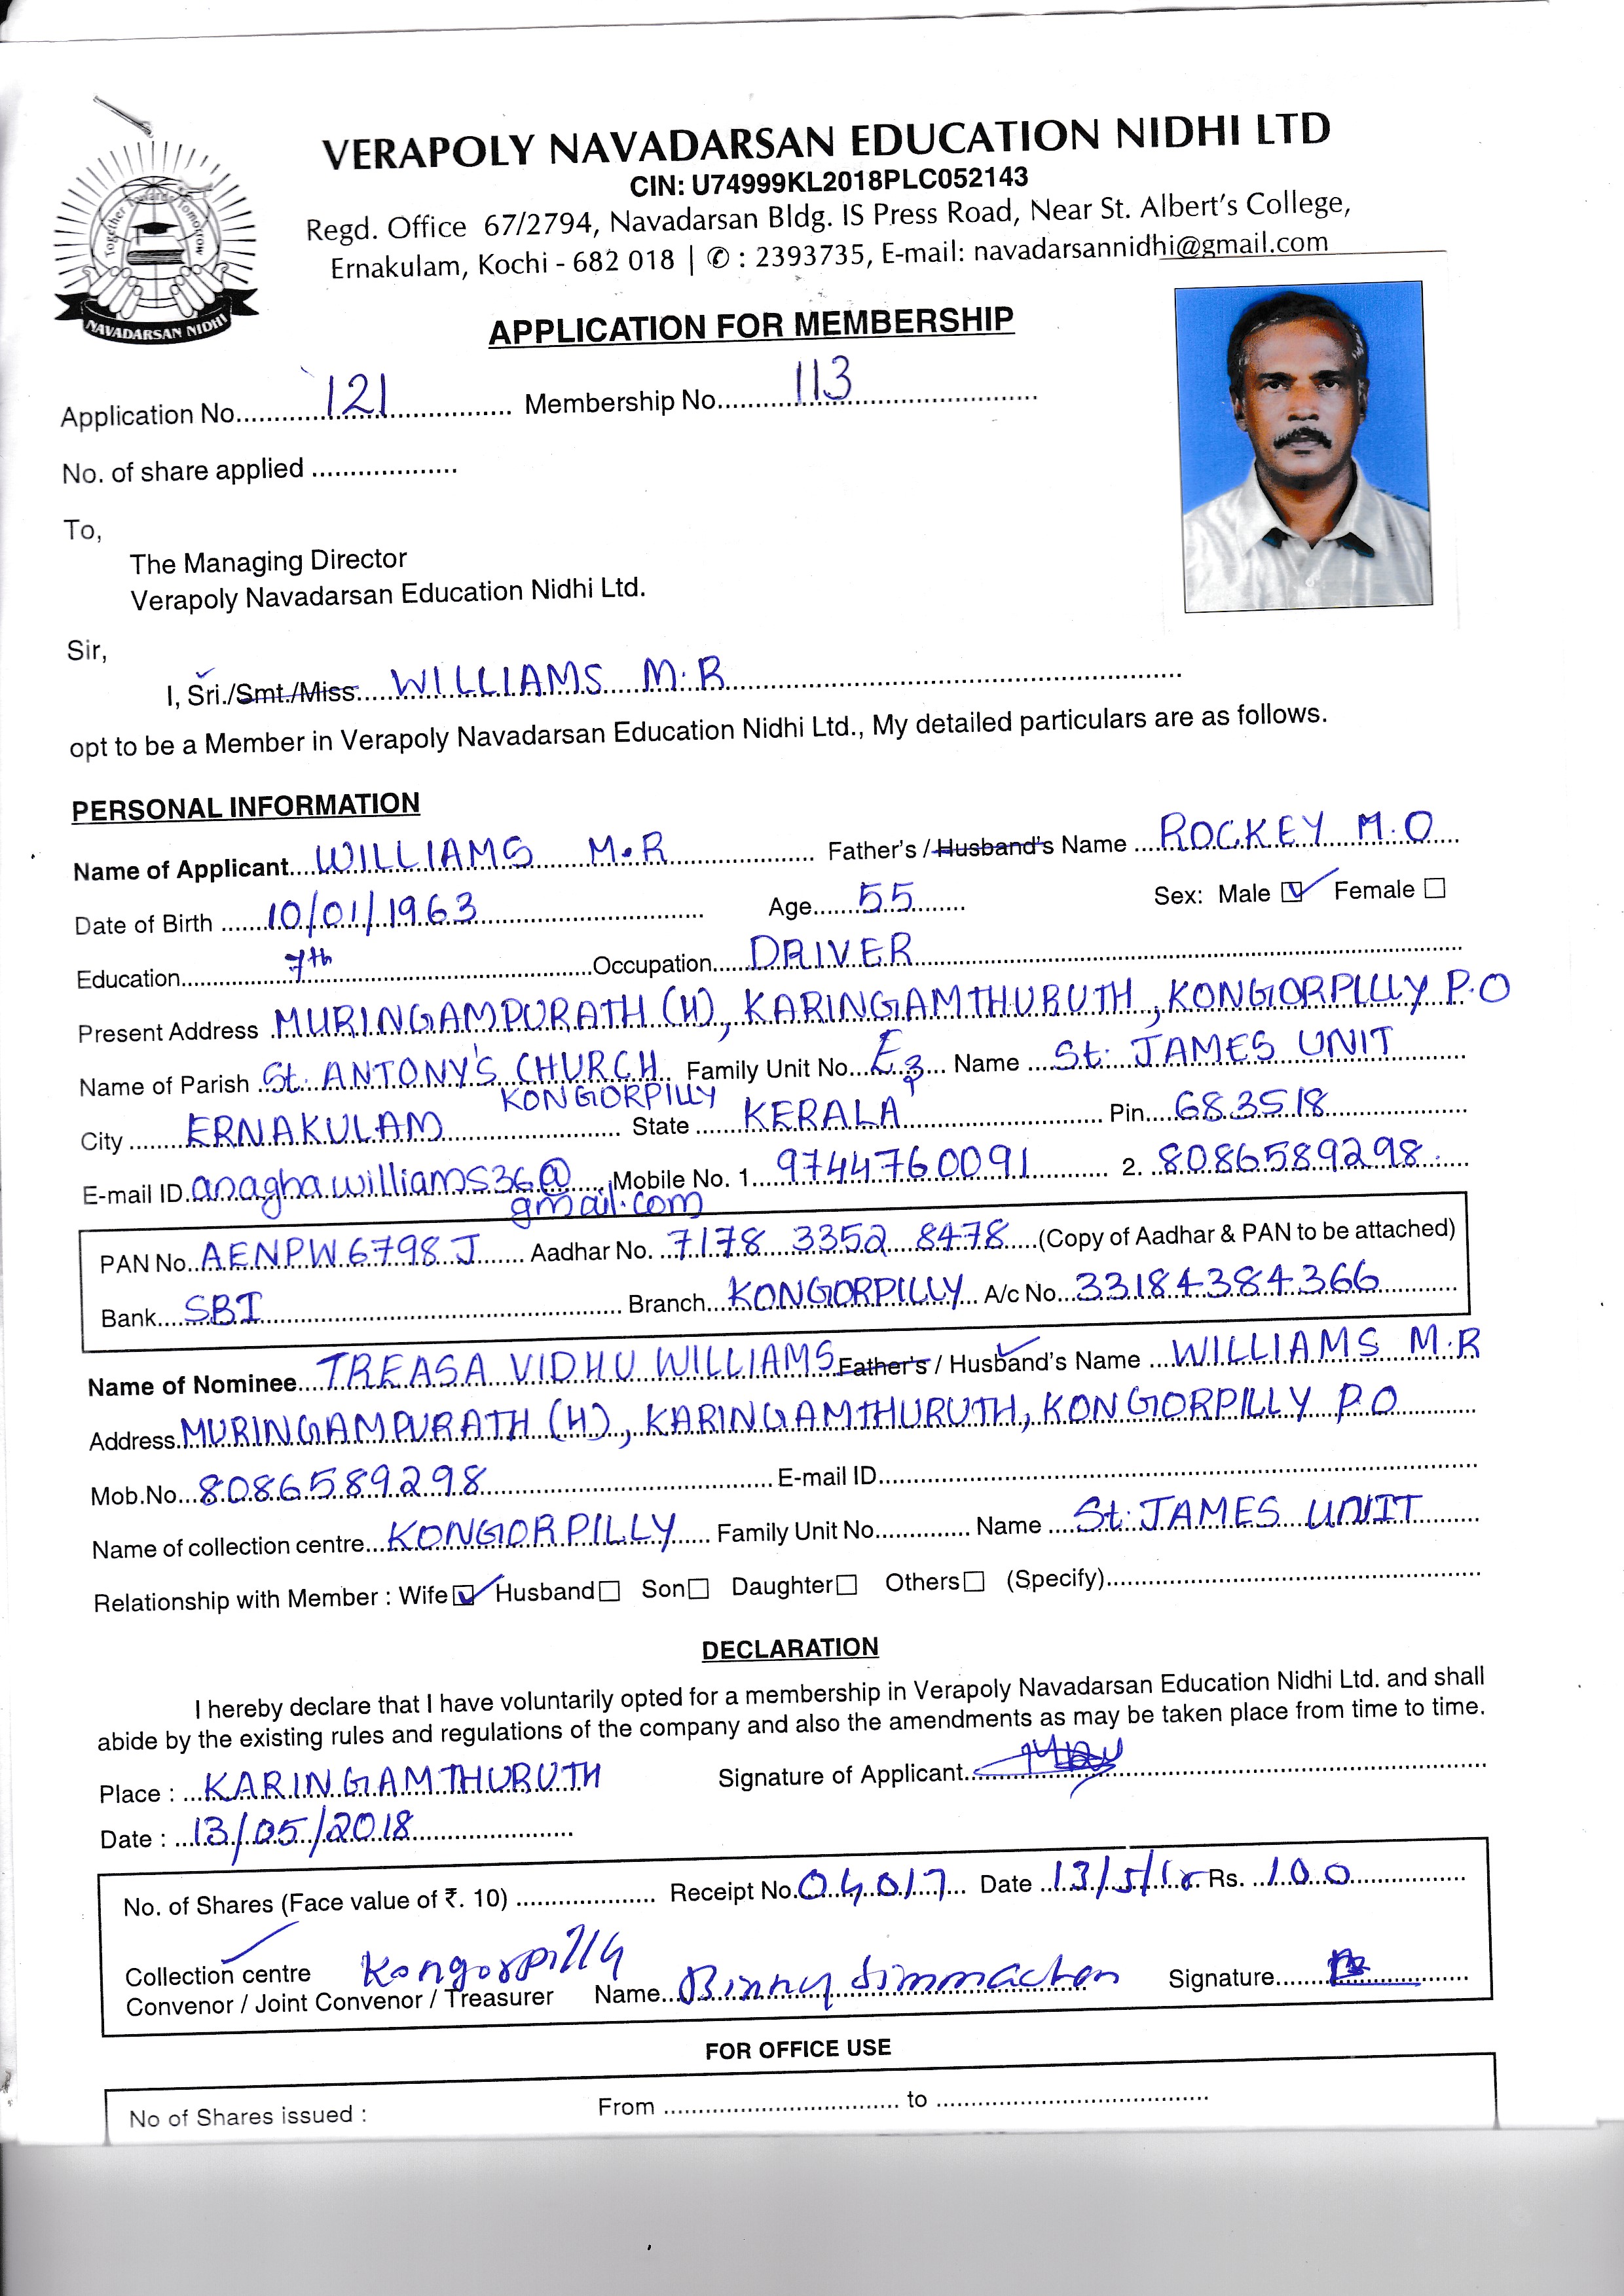 VERAPOLY NAVADARSAN EDUCATION NIDHI LTD
CIN: U74999KL2018PLC052143
Regd. Office 67/2794, Navadarsan Bldg. IS Press Road, Near St. Albert's College,
Ernakulam, Kochi - 682 018 | ✆ : 2393735, E-mail: navadarsannidhi@gmail.com
Together Towards Tomorrow
NAVADARSAN NIDHI
APPLICATION FOR MEMBERSHIP
Application No. 121 Membership No. 113
No. of share applied
To,
The Managing Director
Verapoly Navadarsan Education Nidhi Ltd.
Sir,
I, Sri./Smt./Miss. WILLIAMS M.R
opt to be a Member in Verapoly Navadarsan Education Nidhi Ltd., My detailed particulars are as follows.
PERSONAL INFORMATION
Name of Applicant WILLIAMS M.R Father's / Husband's Name ROCKEY M.O
Date of Birth 10/01/1963 Age 55 Sex: Male ☑ Female ☐
Education 7th Occupation DRIVER
Present Address MURINGAMPURATH (H), KARINGAMTHURUTH, KONGORPILLY P.O
Name of Parish St. ANTONY'S CHURCH Family Unit No. Name St: JAMES UNIT
KONGORPILLY
City ERNAKULAM State KERALA Pin 683518
E-mail ID anaghawilliams36@ Mobile No. 1. 9744760091 2. 8086589298
gmail.com
PAN No. AENPW6798J Aadhar No. 7178 3352 8478 (Copy of Aadhar & PAN to be attached)
Bank SBI Branch KONGORPILLY A/c No. 33184384366
Name of Nominee TREASA VIDHU WILLIAMS Father's / Husband's Name WILLIAMS M.R
Address MURINGAMPURATH (H), KARINGAMTHURUTH, KONGORPILLY P.O
Mob.No. 8086589298 E-mail ID
Name of collection centre KONGORPILLY Family Unit No. Name St: JAMES UNIT
Relationship with Member : Wife ☑ Husband ☐ Son ☐ Daughter ☐ Others ☐ (Specify)
DECLARATION
I hereby declare that I have voluntarily opted for a membership in Verapoly Navadarsan Education Nidhi Ltd. and shall
abide by the existing rules and regulations of the company and also the amendments as may be taken place from time to time.
Place : KARINGAMTHURUTH Signature of Applicant
Date : 13/05/2018
No. of Shares (Face value of ₹. 10) Receipt No. 04017 Date 13/5/18 Rs. 100
Collection centre Kongorpilly
Convenor / Joint Convenor / Treasurer Name Binny Simmachan Signature
FOR OFFICE USE
No of Shares issued : From to